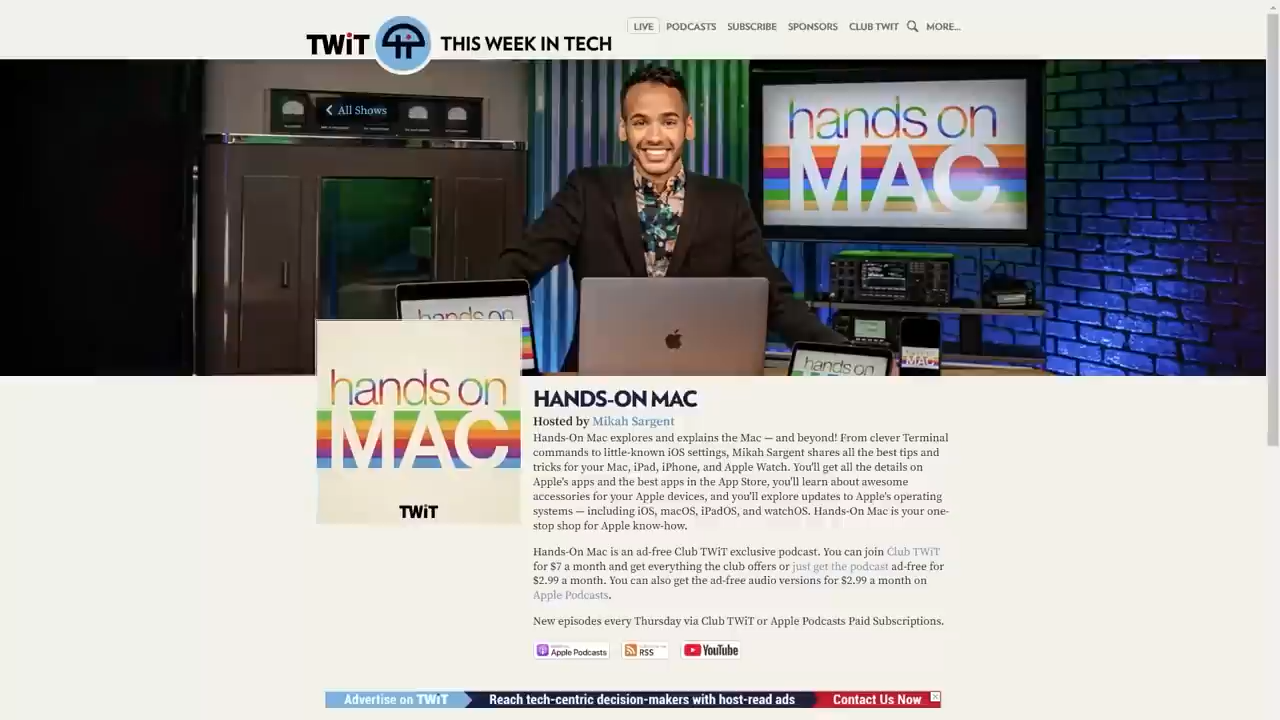 TWiT
THIS WEEK IN TECH
LIVE
PODCASTS
SUBSCRIBE
SPONSORS
CLUB TWIT
MORE...
All Shows
hands on
MAC
hands on
hands on
MAC
hands on
MAC
TWiT
HANDS-ON MAC
Hosted by Mikah Sargent
Hands-On Mac explores and explains the Mac — and beyond! From clever Terminal
commands to little-known iOS settings, Mikah Sargent shares all the best tips and
tricks for your Mac, iPad, iPhone, and Apple Watch. You'll get all the details on
Apple's apps and the best apps in the App Store, you'll learn about awesome
accessories for your Apple devices, and you'll explore updates to Apple's operating
systems — including iOS, macOS, iPadOS, and watchOS. Hands-On Mac is your one-
stop shop for Apple know-how.
Hands-On Mac is an ad-free Club TWiT exclusive podcast. You can join Club TWiT
for $7 a month and get everything the club offers or just get the podcast ad-free for
$2.99 a month. You can also get the ad-free audio versions for $2.99 a month on
Apple Podcasts.
New episodes every Thursday via Club TWiT or Apple Podcasts Paid Subscriptions.
Apple Podcasts
RSS
YouTube
Advertise on TWiT
Reach tech-centric decision-makers with host-read ads
Contact Us Now